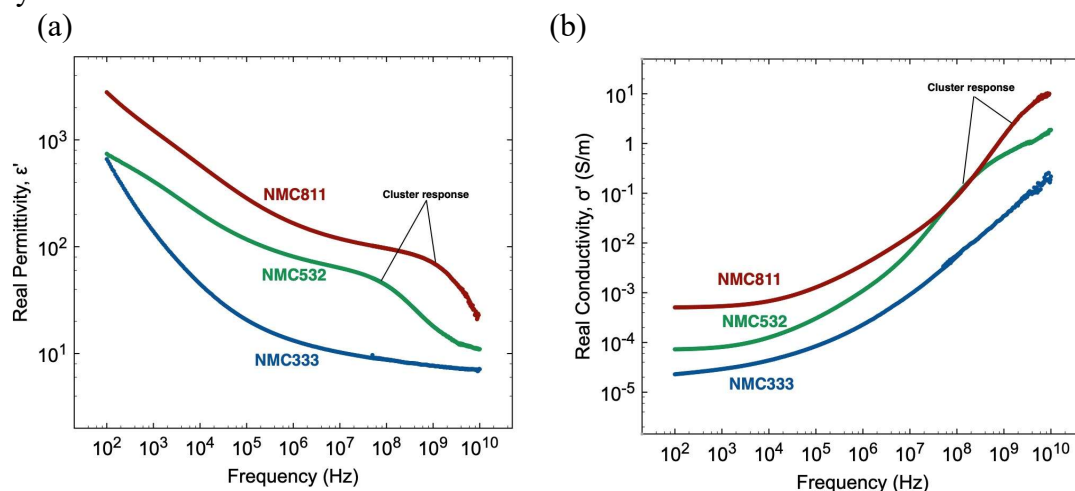 y
(a)
(b)
Real Permittivity, ε'
10³
10²
10¹
NMC811
NMC532
NMC333
Cluster response
10² 10³ 10⁴ 10⁵ 10⁶ 10⁷ 10⁸ 10⁹ 10¹⁰
Frequency (Hz)
Real Conductivity, σ' (S/m)
10¹
1
10⁻¹
10⁻²
10⁻³
10⁻⁴
10⁻⁵
Cluster response
NMC811
NMC532
NMC333
10² 10³ 10⁴ 10⁵ 10⁶ 10⁷ 10⁸ 10⁹ 10¹⁰
Frequency (Hz)